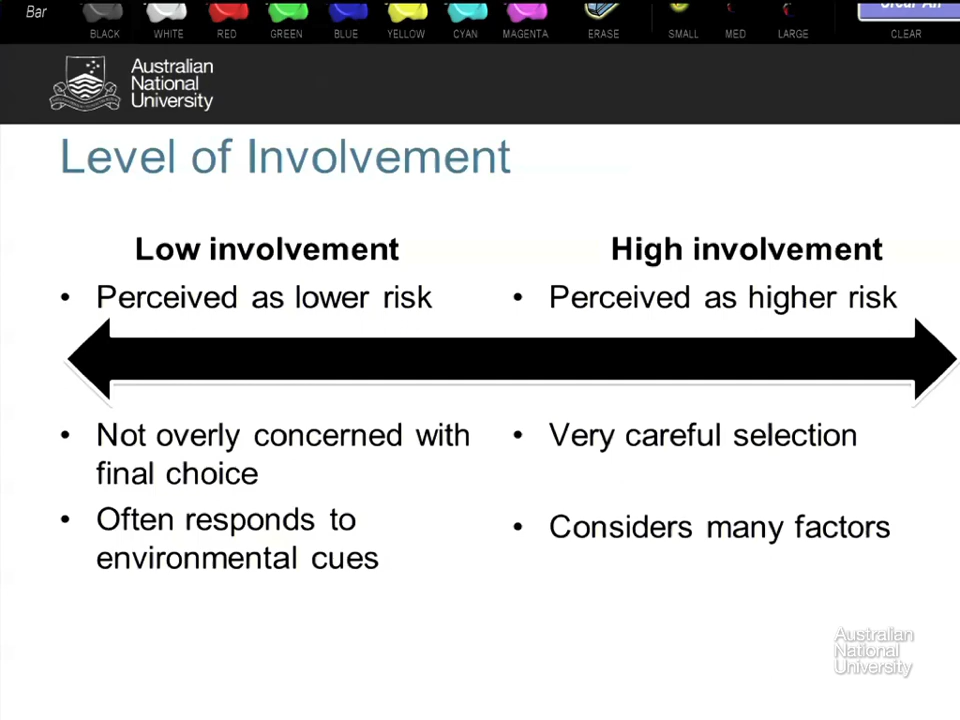 Bar
BLACK
WHITE
RED
GREEN
BLUE
YELLOW
CYAN
MAGENTA
ERASE
SMALL
MED
LARGE
Clear All
CLEAR
Australian
National
University
Level of Involvement
Low involvement
• Perceived as lower risk
• Not overly concerned with
final choice
• Often responds to
environmental cues
High involvement
• Perceived as higher risk
• Very careful selection
• Considers many factors
Australian
National
University